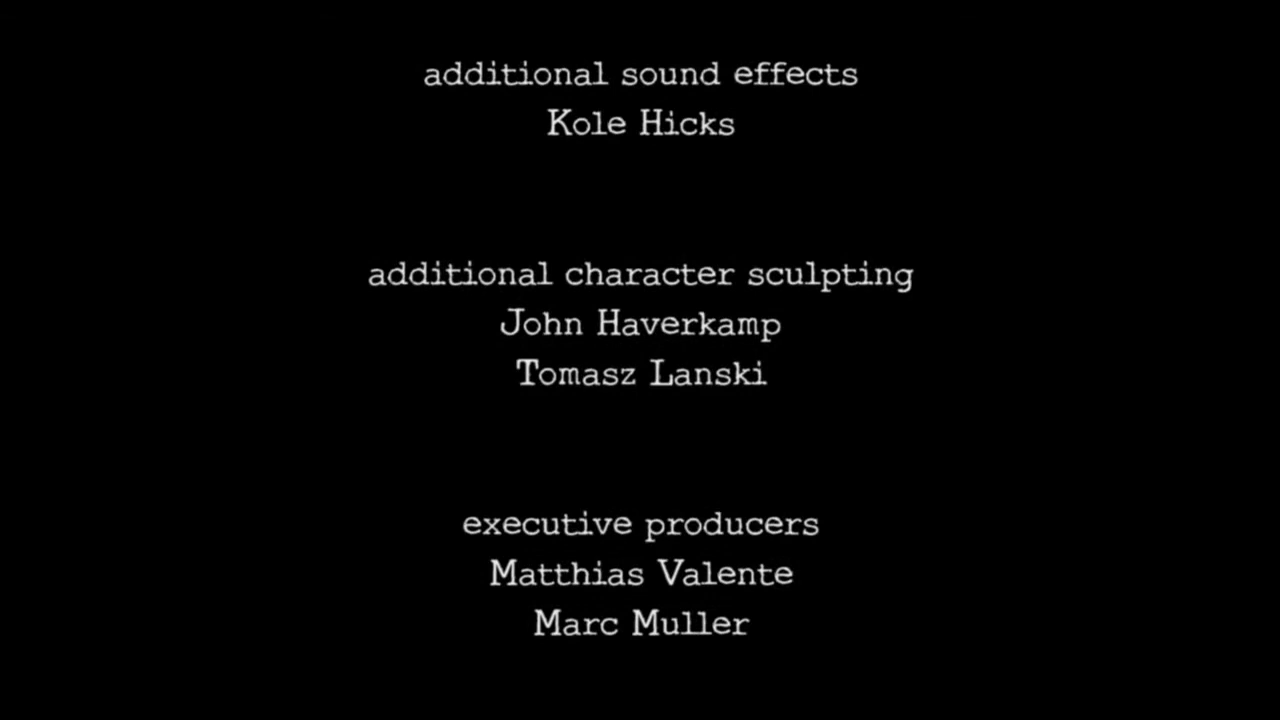 additional sound effects
Kole Hicks
additional character sculpting
John Haverkamp
Tomasz Lanski
executive producers
Matthias Valente
Marc Muller